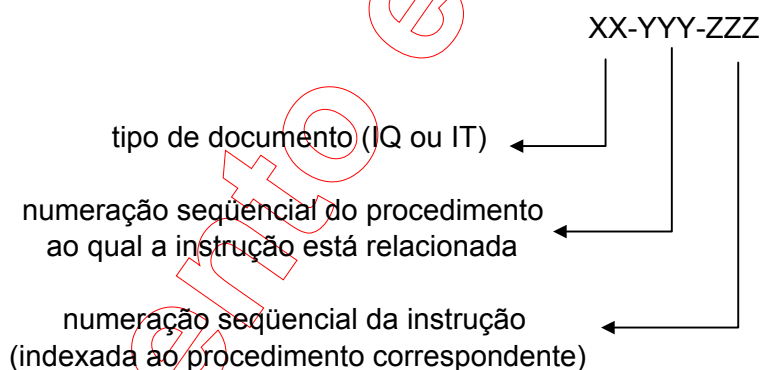 XX-YYY-ZZZ
tipo de documento (IQ ou IT)
numeração seqüencial do procedimento
ao qual a instrução está relacionada
numeração seqüencial da instrução
(indexada ao procedimento correspondente)
ento e